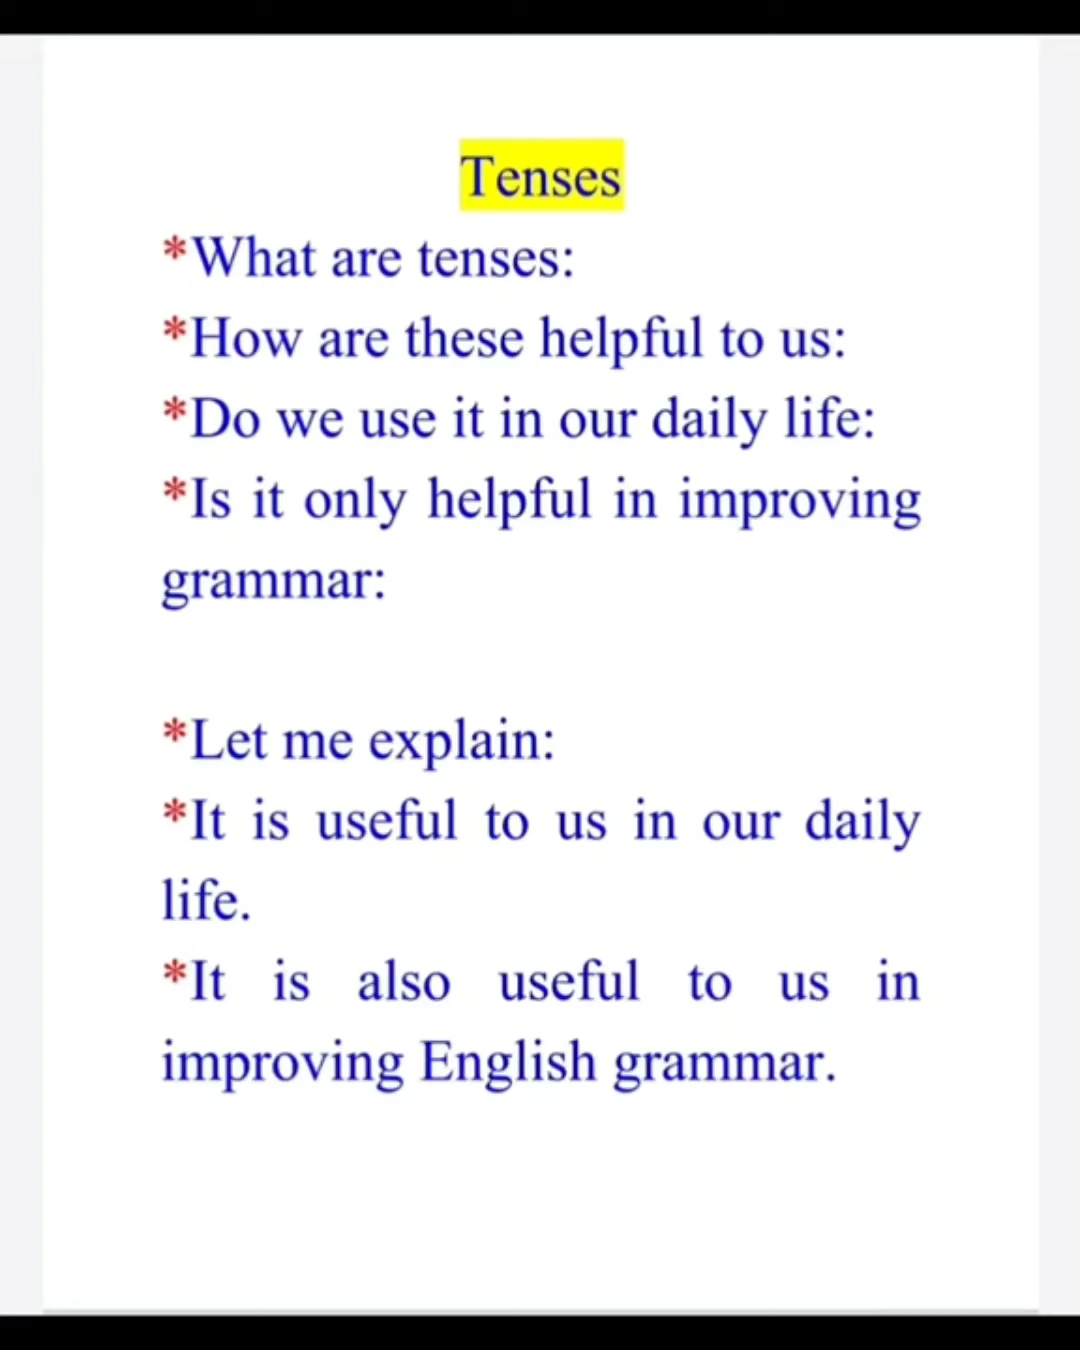 Tenses
*What are tenses:
*How are these helpful to us:
*Do we use it in our daily life:
*Is it only helpful in improving
grammar:
*Let me explain:
*It is useful to us in our daily
life.
*It is also useful to us in
improving English grammar.